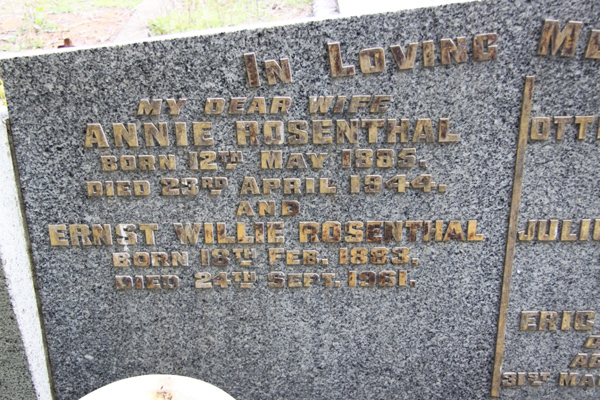 In Loving
My dear wife
Annie Rosenthal
Born 12th May 1885.
Died 23rd April 1944.
and
Ernst Willie Rosenthal
Born 18th Feb. 1883.
Died 24th Sept. 1961.
Eric
31st